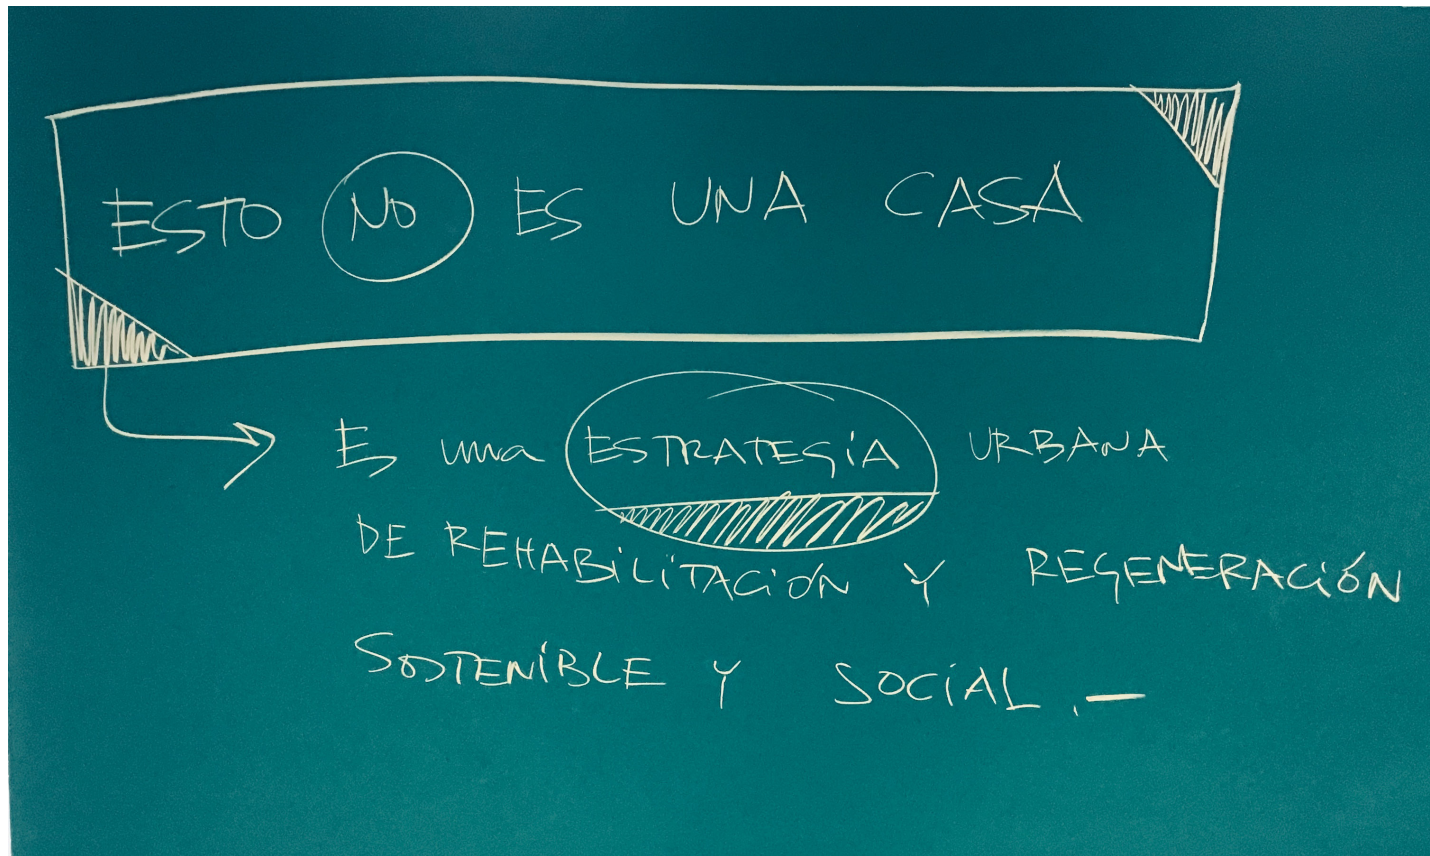 ESTO NO ES UNA CASA
ES una ESTRATEGIA URBANA
DE REHABILITACIÓN Y REGENERACIÓN
SOSTENIBLE Y SOCIAL.-